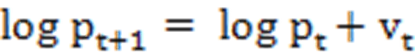 log p_{t+1} = log p_t + v_t